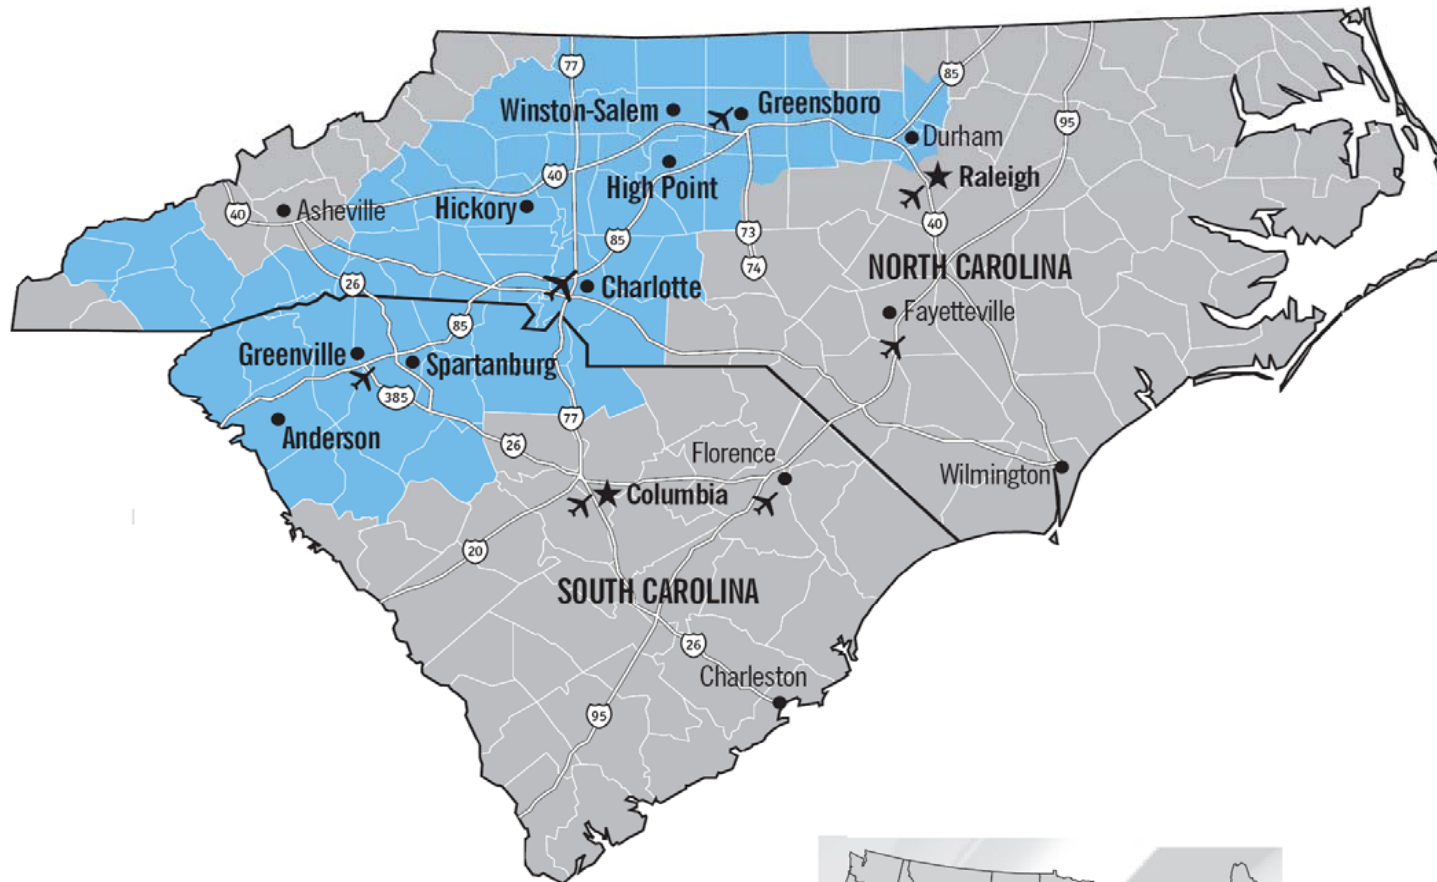 77
85
Winston-Salem
Greensboro
95
Durham
40
High Point
Raleigh
Hickory
40
Asheville
40
85
73
74
NORTH CAROLINA
26
Charlotte
Fayetteville
85
Greenville
Spartanburg
385
77
Anderson
26
Florence
Wilmington
Columbia
20
SOUTH CAROLINA
26
Charleston
95